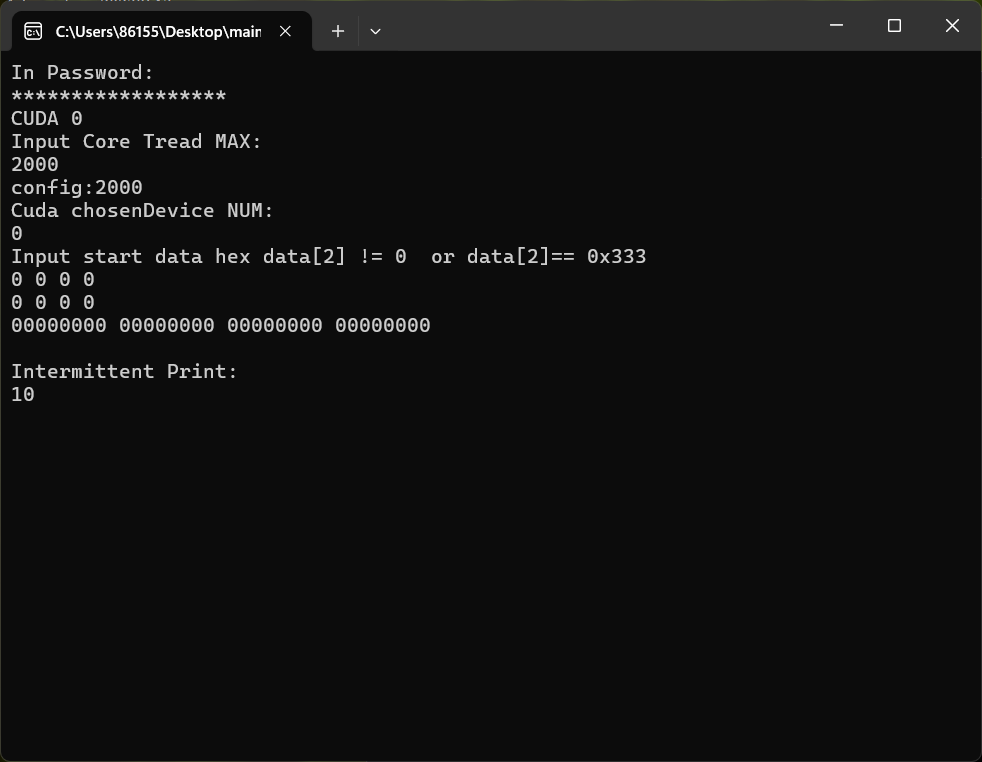 C:\Users\86155\Desktop\main
In Password:
******************
CUDA 0
Input Core Tread MAX:
2000
config:2000
Cuda chosenDevice NUM:
0
Input start data hex data[2] != 0  or data[2]== 0x333
0 0 0 0
0 0 0 0
00000000 00000000 00000000 00000000
Intermittent Print:
10